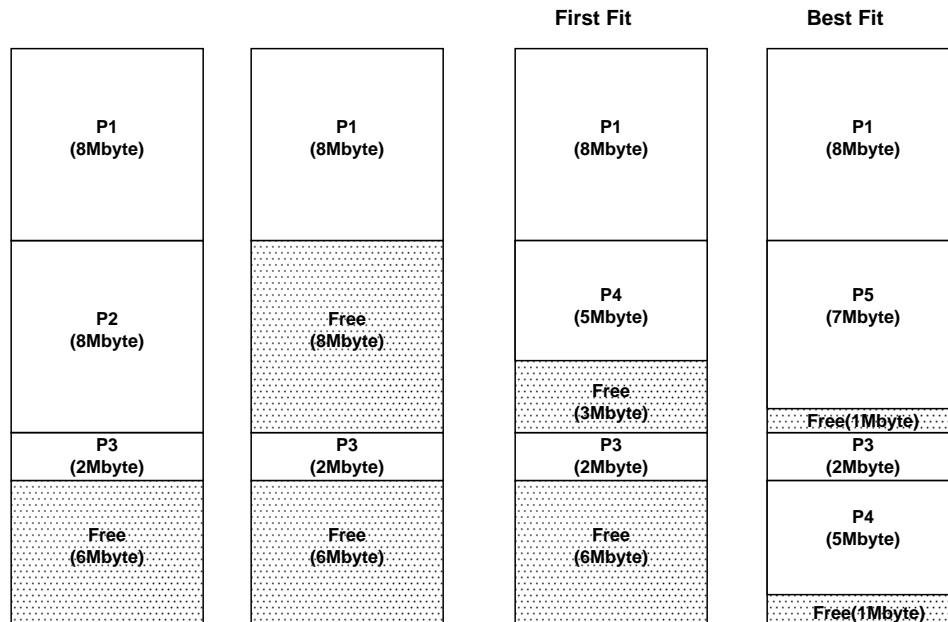 First Fit
Best Fit
P1
(8Mbyte)
P2
(8Mbyte)
P3
(2Mbyte)
Free
(6Mbyte)
P1
(8Mbyte)
Free
(8Mbyte)
P3
(2Mbyte)
Free
(6Mbyte)
P1
(8Mbyte)
P4
(5Mbyte)
Free
(3Mbyte)
P3
(2Mbyte)
Free
(6Mbyte)
P1
(8Mbyte)
P5
(7Mbyte)
Free(1Mbyte)
P3
(2Mbyte)
P4
(5Mbyte)
Free(1Mbyte)